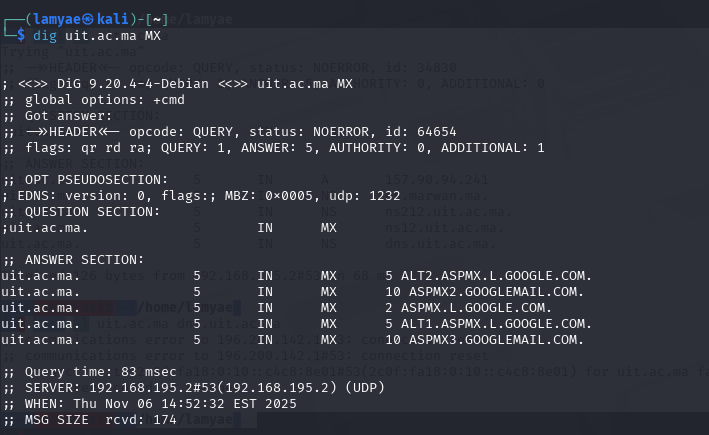 ┌──(lamyae㉿kali)-[~]
└─$ dig uit.ac.ma MX
; <<>> DiG 9.20.4-4-Debian <<>> uit.ac.ma MX
;; global options: +cmd
;; Got answer:
;; ->>HEADER<<- opcode: QUERY, status: NOERROR, id: 64654
;; flags: qr rd ra; QUERY: 1, ANSWER: 5, AUTHORITY: 0, ADDITIONAL: 1
;; OPT PSEUDOSECTION:
; EDNS: version: 0, flags:; MBZ: 0×0005, udp: 1232
;; QUESTION SECTION:
;uit.ac.ma. IN MX
;; ANSWER SECTION:
uit.ac.ma. 5 IN MX 5 ALT2.ASPMX.L.GOOGLE.COM.
uit.ac.ma. 5 IN MX 10 ASPMX2.GOOGLEMAIL.COM.
uit.ac.ma. 5 IN MX 2 ASPMX.L.GOOGLE.COM.
uit.ac.ma. 5 IN MX 5 ALT1.ASPMX.L.GOOGLE.COM.
uit.ac.ma. 5 IN MX 10 ASPMX3.GOOGLEMAIL.COM.
;; Query time: 83 msec
;; SERVER: 192.168.195.2#53(192.168.195.2) (UDP)
;; WHEN: Thu Nov 06 14:52:32 EST 2025
;; MSG SIZE rcvd: 174